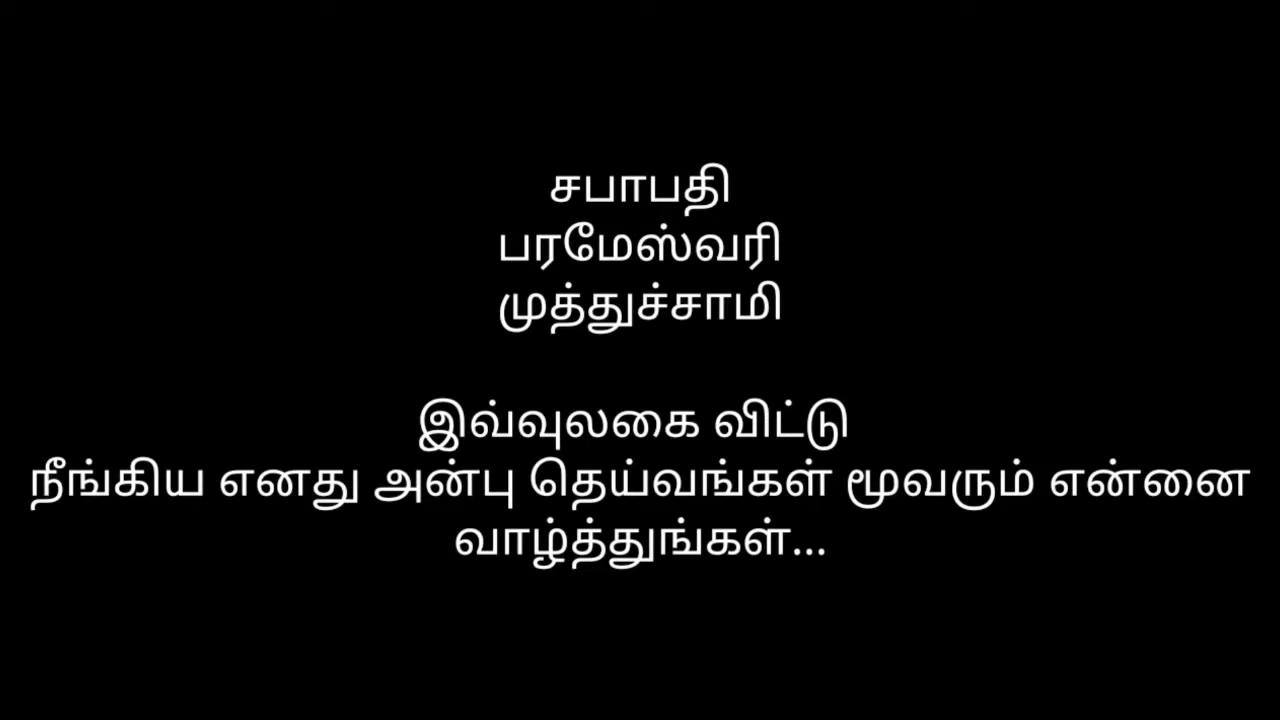 சபாபதி
பரமேஸ்வரி
முத்துச்சாமி
இவ்வுலகை விட்டு
நீங்கிய எனது அன்பு தெய்வங்கள் மூவரும் என்னை
வாழ்த்துங்கள்...